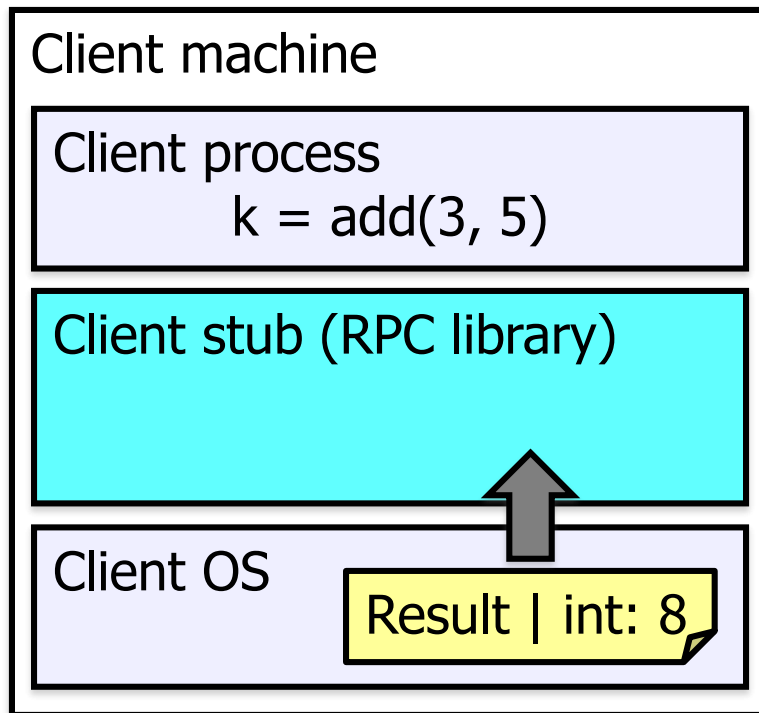 Client machine
Client process
k = add(3, 5)
Client stub (RPC library)
Client OS
Result | int: 8